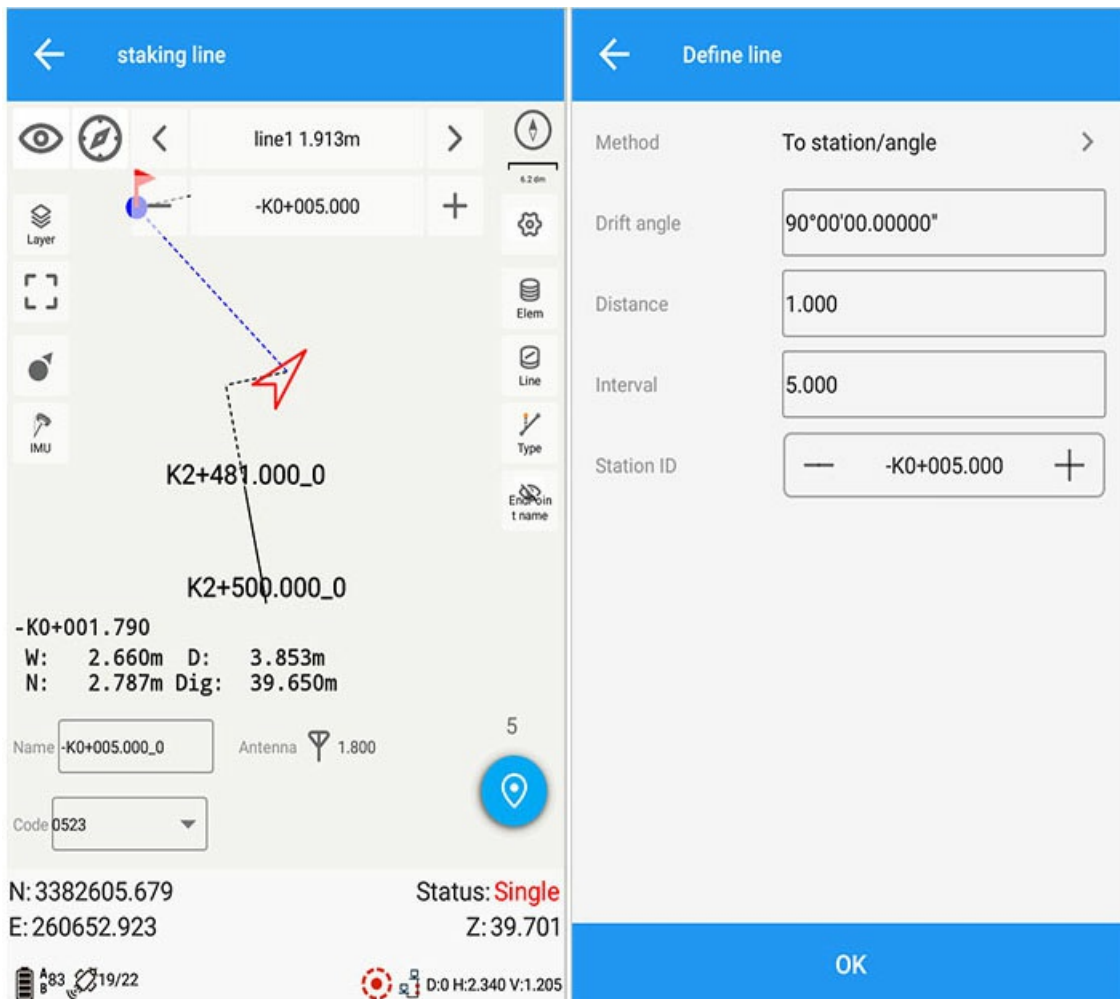 staking line
line1 1.913m
6.2 dm
-K0+005.000
Layer
Elem
Line
IMU
Type
K2+481.000_0
EndPoin
t name
K2+500.000_0
-K0+001.790
W: 2.660m D: 3.853m
N: 2.787m Dig: 39.650m
5
Name -K0+005.000_0 Antenna 1.800
Code 0523
N: 3382605.679 Status: Single
E: 260652.923 Z: 39.701
A
B 83 19/22 D:0 H:2.340 V:1.205
Define line
Method To station/angle
Drift angle 90°00'00.00000"
Distance 1.000
Interval 5.000
Station ID -K0+005.000
OK